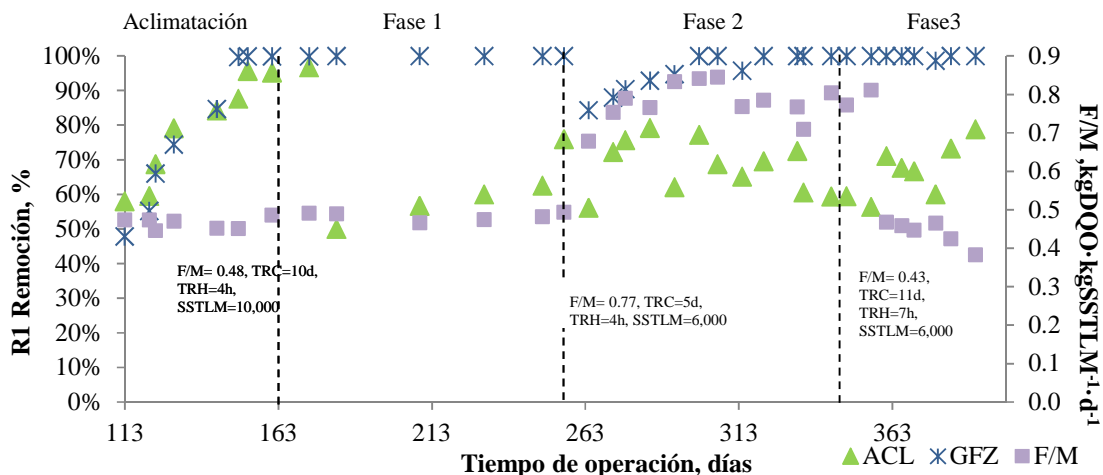 Aclimatación Fase 1 Fase 2 Fase3
100%
90%
80%
70%
60%
50%
40%
30%
20%
10%
0%
R1 Remoción, %
0.9
0.8
0.7
0.6
0.5
0.4
0.3
0.2
0.1
0.0
F/M ,kgDQO·kgSSTLM⁻¹·d⁻¹
F/M= 0.48, TRC=10d,
TRH=4h,
SSTLM=10,000
F/M= 0.77, TRC=5d,
TRH=4h, SSTLM=6,000
F/M= 0.43,
TRC=11d,
TRH=7h,
SSTLM=6,000
113 163 213 263 313 363
Tiempo de operación, días
ACL GFZ F/M